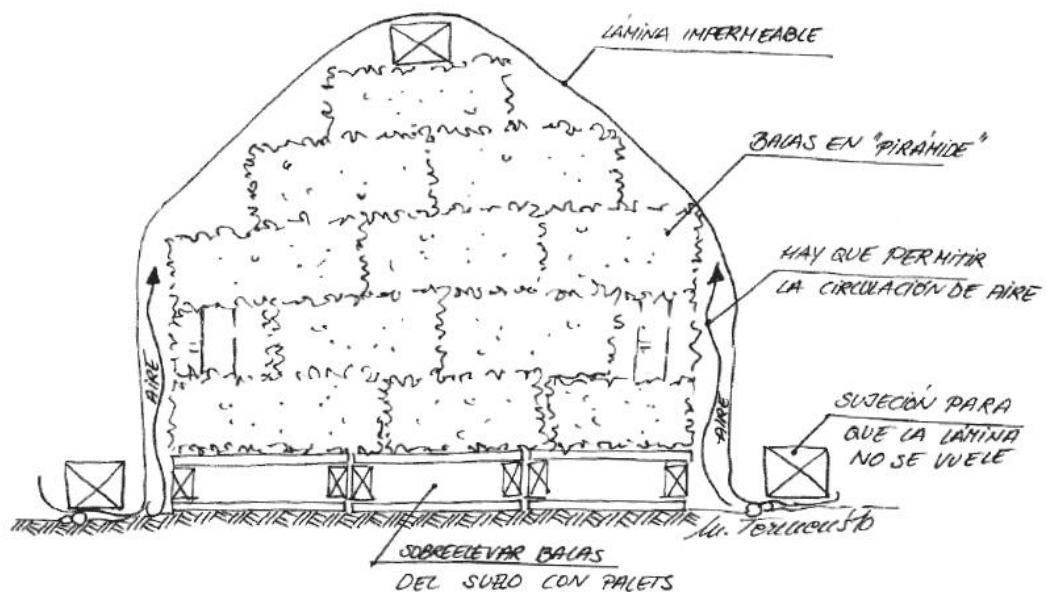 LÁMINA IMPERMEABLE
BALAS EN "PIRÁMIDE"
HAY QUE PERMITIR
LA CIRCULACIÓN DE AIRE
AIRE
AIRE
SUJECIÓN PARA
QUE LA LÁMINA
NO SE VUELE
SOBREELEVAR BALAS
DEL SUELO CON PALETS